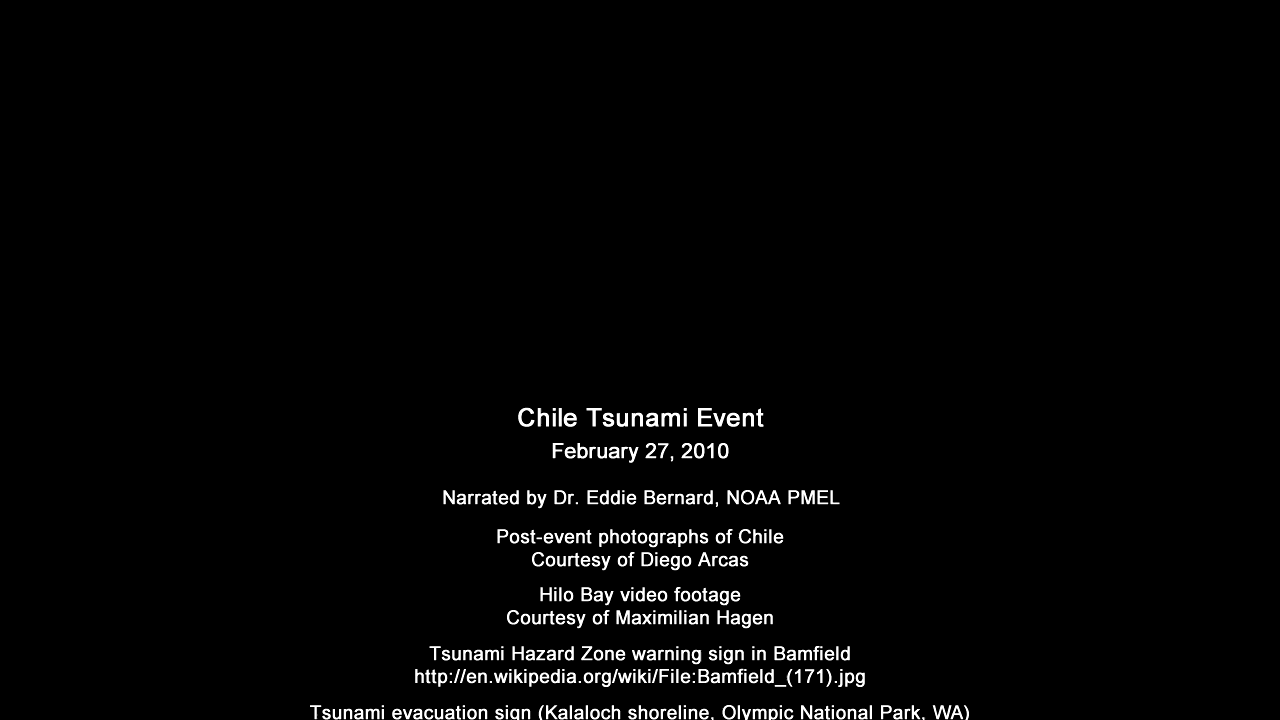 Chile Tsunami Event
February 27, 2010
Narrated by Dr. Eddie Bernard, NOAA PMEL
Post-event photographs of Chile
Courtesy of Diego Arcas
Hilo Bay video footage
Courtesy of Maximilian Hagen
Tsunami Hazard Zone warning sign in Bamfield
http://en.wikipedia.org/wiki/File:Bamfield_(171).jpg
Tsunami evacuation sign (Kalaloch shoreline, Olympic National Park, WA)